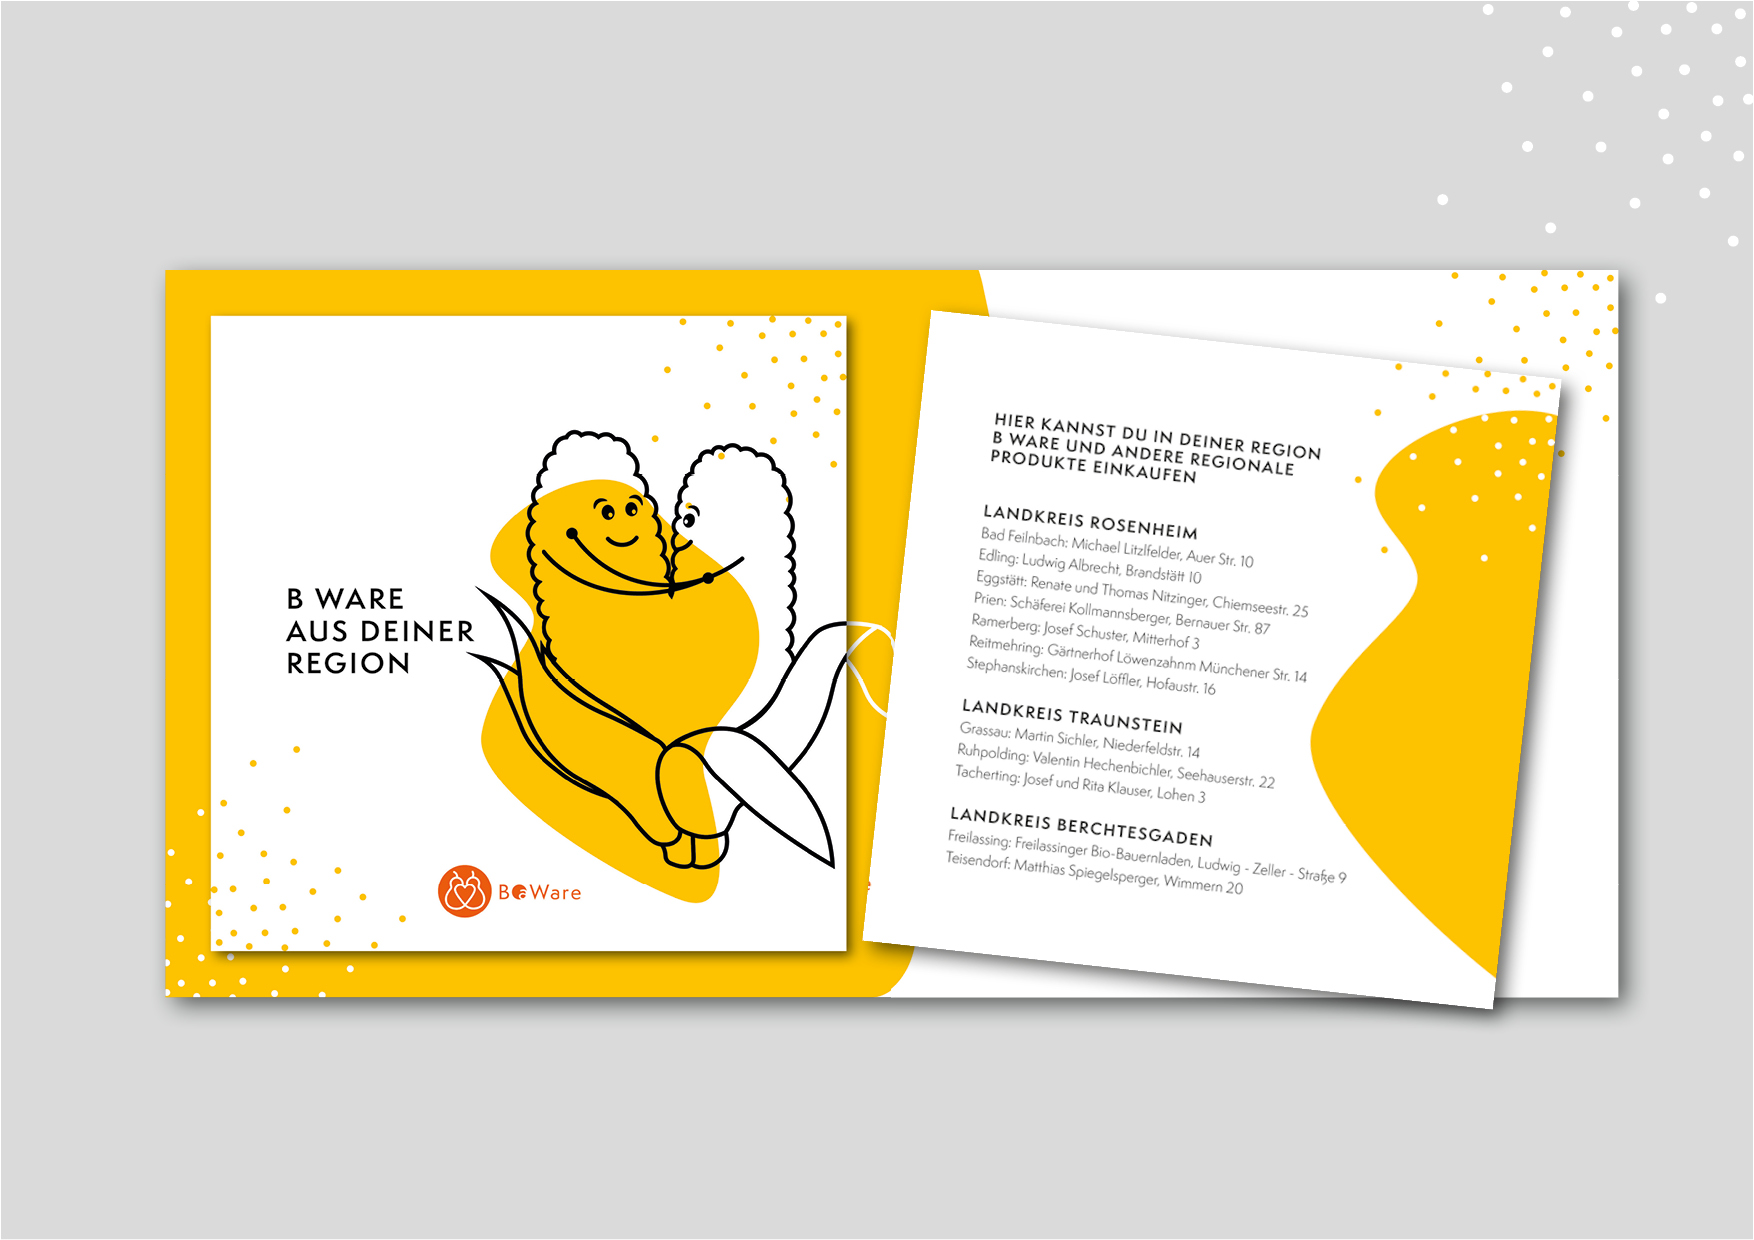 B WARE
AUS DEINER
REGION
BeWare
HIER KANNST DU IN DEINER REGION
B WARE UND ANDERE REGIONALE
PRODUKTE EINKAUFEN
LANDKREIS ROSENHEIM
Bad Feilnbach: Michael Litzlfelder, Auer Str. 10
Edling: Ludwig Albrecht, Brandstätt 10
Eggstätt: Renate und Thomas Nitzinger, Chiemseestr. 25
Prien: Schäferei Kollmannsberger, Bernauer Str. 87
Ramerberg: Josef Schuster, Mitterhof 3
Reitmehring: Gärtnerhof Löwenzahnm Münchener Str. 14
Stephanskirchen: Josef Löffler, Hofaustr. 16
LANDKREIS TRAUNSTEIN
Grassau: Martin Sichler, Niederfeldstr. 14
Ruhpolding: Valentin Hechenbichler, Seehauserstr. 22
Tacherting: Josef und Rita Klauser, Lohen 3
LANDKREIS BERCHTESGADEN
Freilassing: Freilassinger Bio-Bauernladen, Ludwig - Zeller - Straße 9
Teisendorf: Matthias Spiegelsperger, Wimmern 20